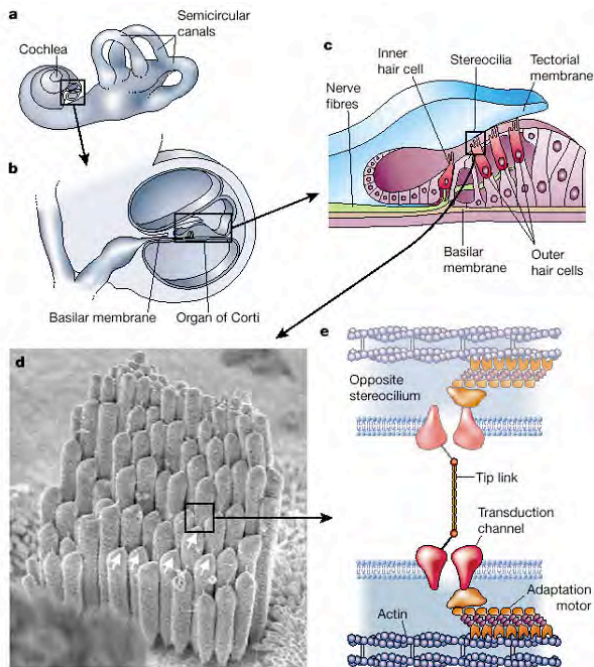 a
Semicircular
canals
Cochlea
b
Basilar membrane
Organ of Corti
c
Inner
hair cell
Stereocilia
Tectorial
membrane
Nerve
fibres
Basilar
membrane
Outer
hair cells
d
e
Opposite
stereocilium
Tip link
Transduction
channel
Adaptation
motor
Actin